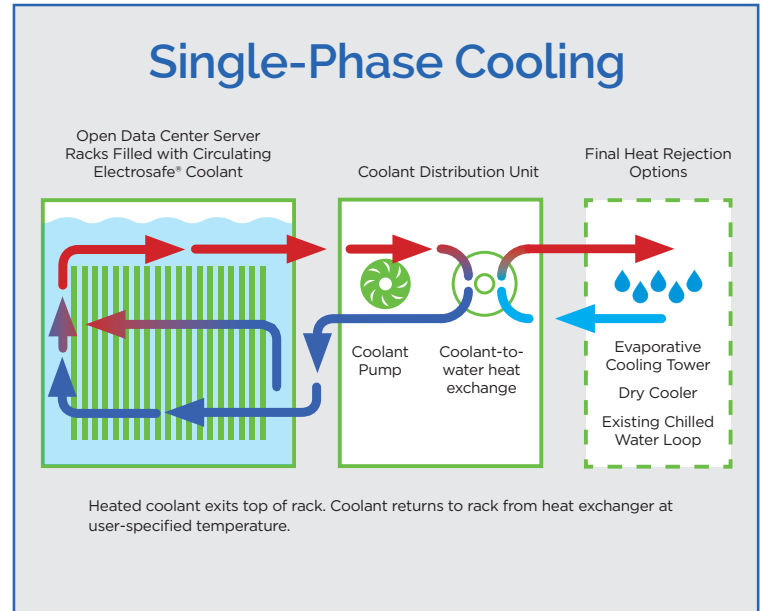 Single-Phase Cooling
Open Data Center Server
Racks Filled with Circulating
Electrosafe® Coolant
Coolant Distribution Unit
Final Heat Rejection
Options
Coolant
Pump
Coolant-to-
water heat
exchange
Evaporative
Cooling Tower
Dry Cooler
Existing Chilled
Water Loop
Heated coolant exits top of rack. Coolant returns to rack from heat exchanger at
user-specified temperature.